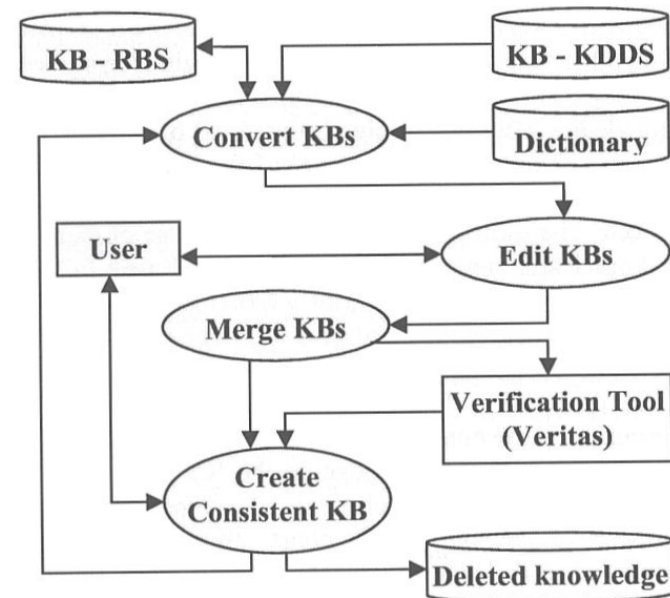 KB - RBS
KB - KDDS
Convert KBs
Dictionary
User
Edit KBs
Merge KBs
Verification Tool
(Veritas)
Create
Consistent KB
Deleted knowledge